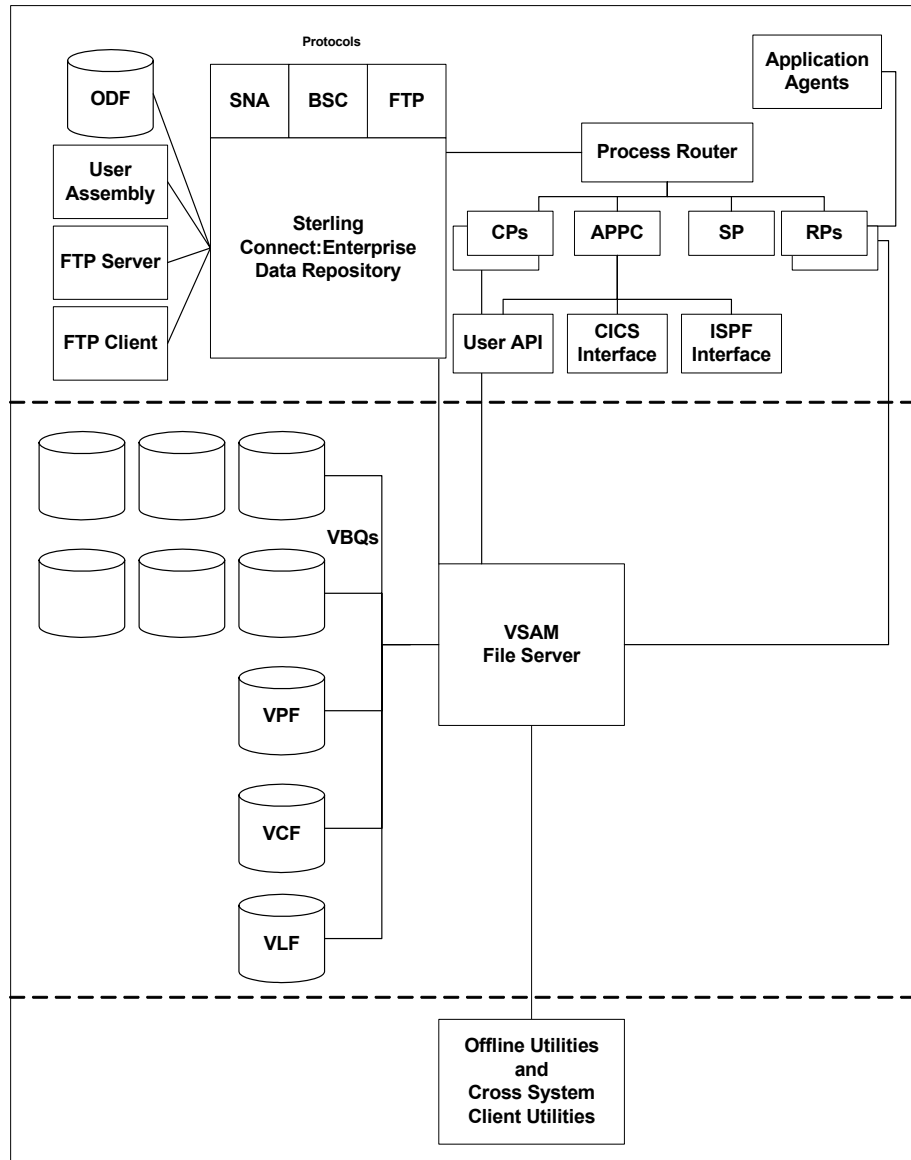 Protocols
ODF
SNA
BSC
FTP
Application
Agents
User
Assembly
Process Router
FTP Server
Sterling
Connect:Enterprise
Data Repository
CPs
APPC
SP
RPs
FTP Client
User API
CICS
Interface
ISPF
Interface
VBQs
VSAM
File Server
VPF
VCF
VLF
Offline Utilities
and
Cross System
Client Utilities